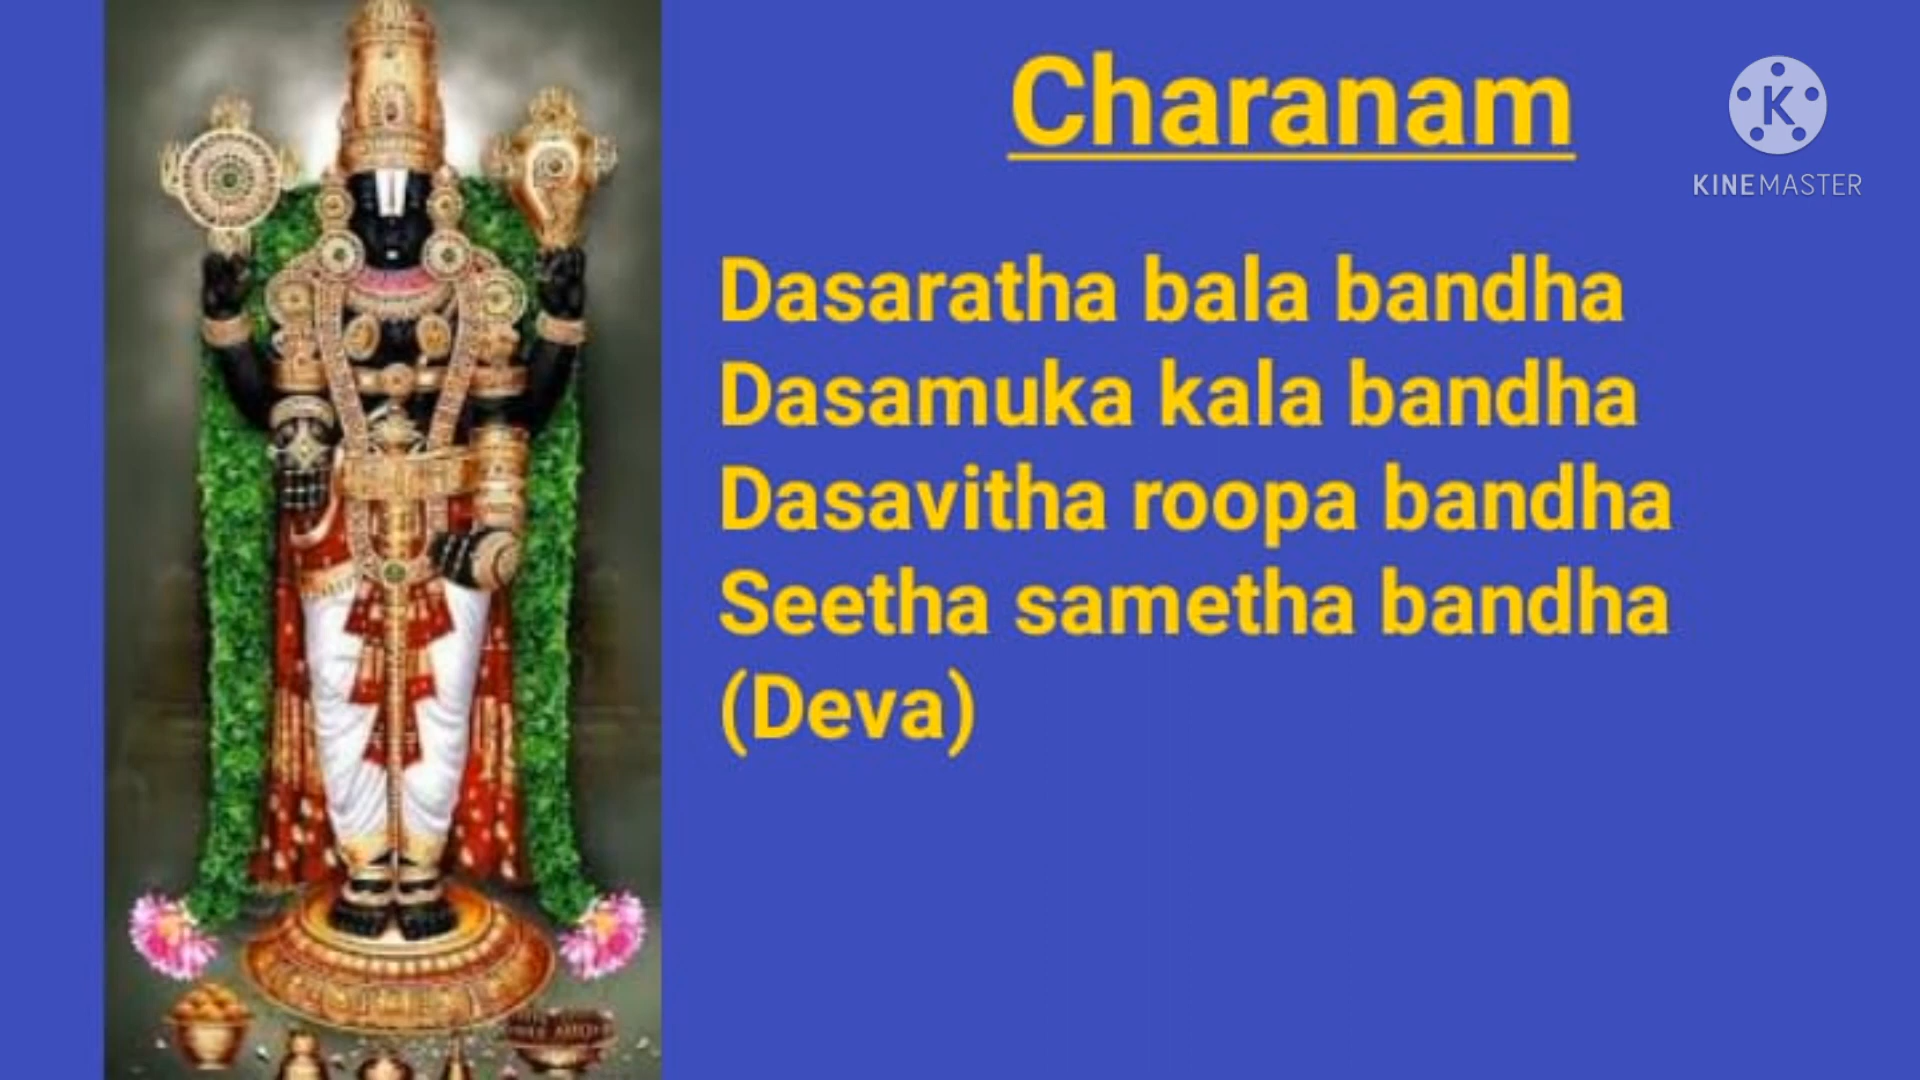 Charanam
K
KINEMASTER
Dasaratha bala bandha
Dasamuka kala bandha
Dasavitha roopa bandha
Seetha sametha bandha
(Deva)